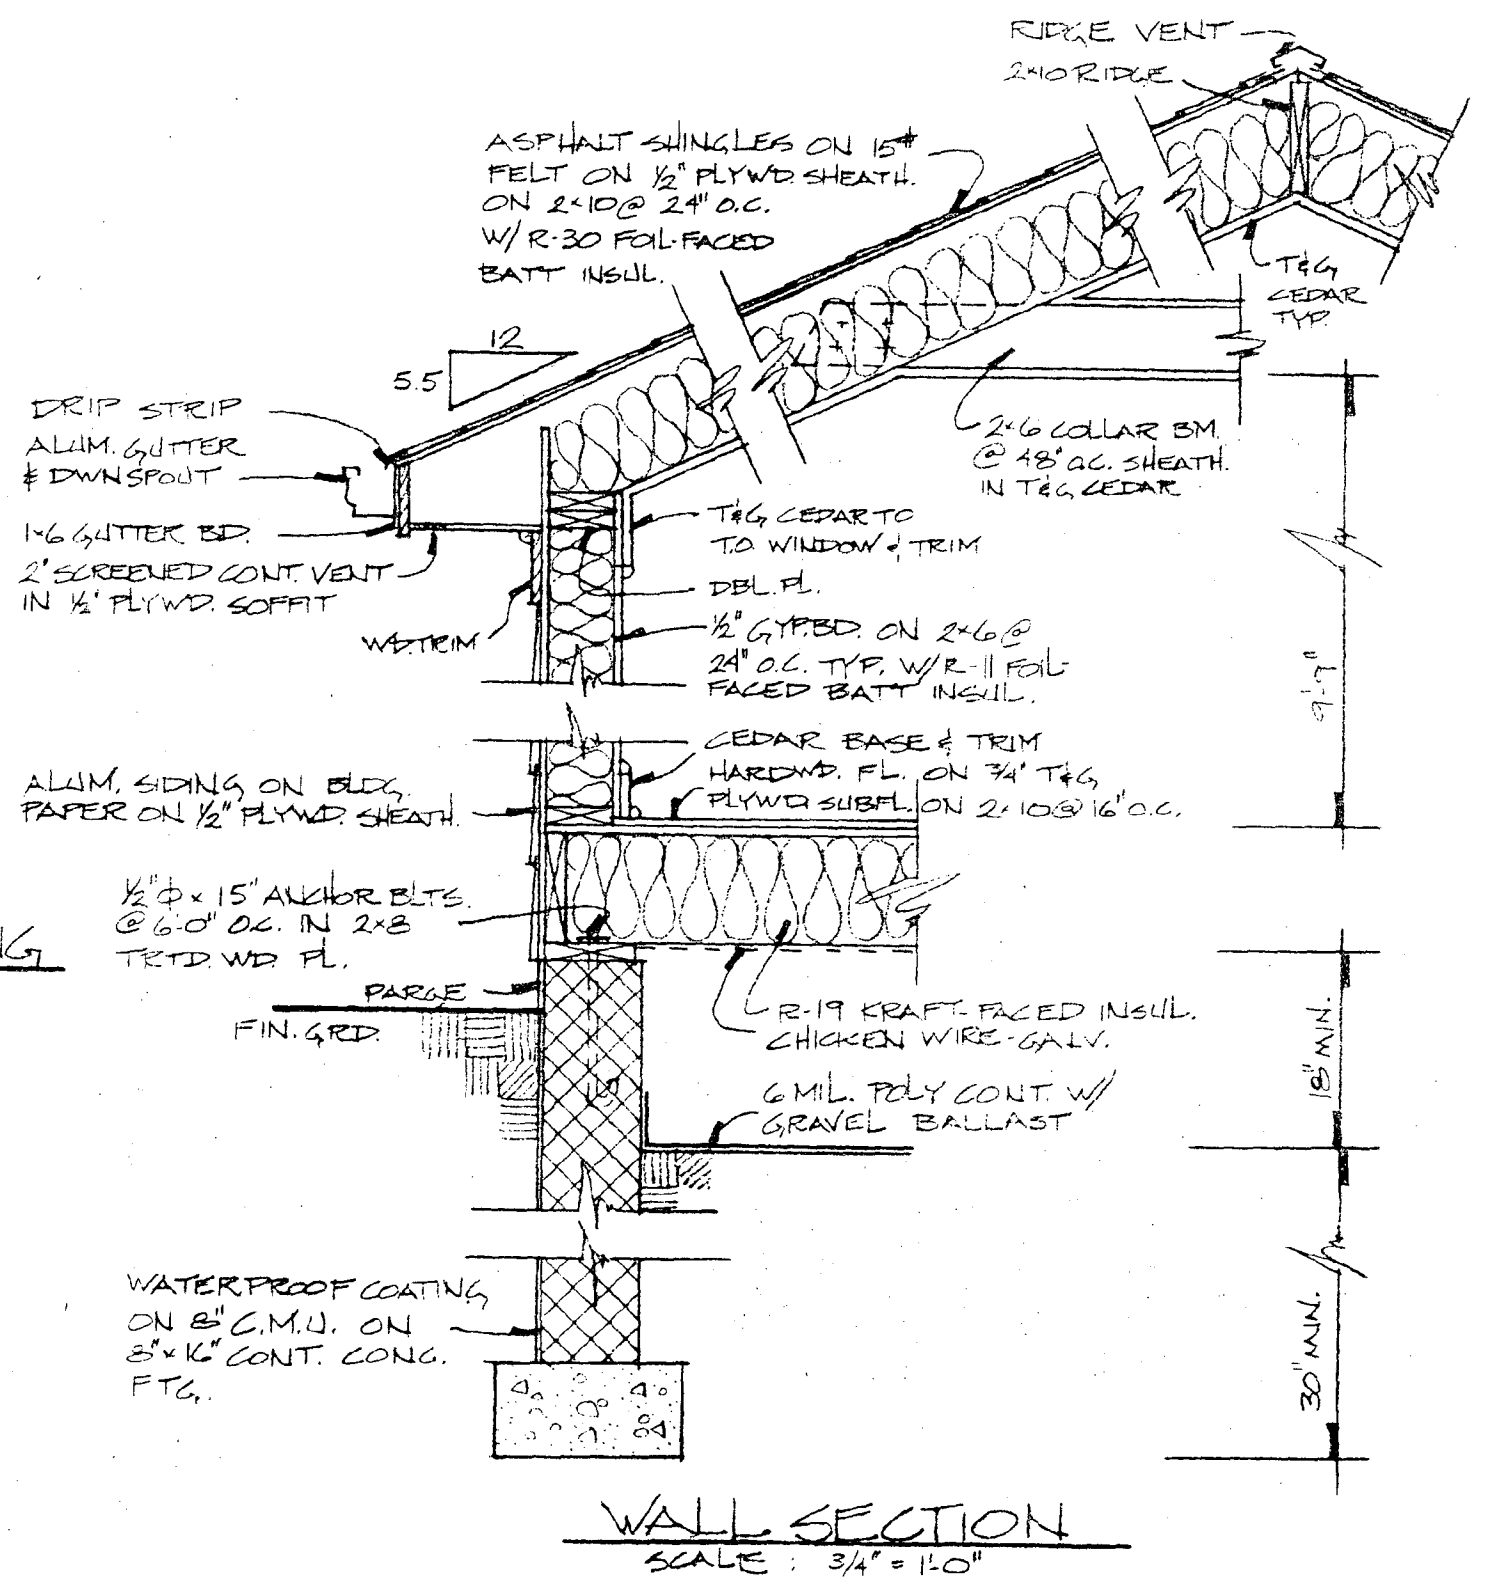 RIDGE VENT
2×10 RIDGE
ASPHALT SHINGLES ON 15#
FELT ON ½" PLYWD. SHEATH.
ON 2×10 @ 24" O.C.
W/ R-30 FOIL-FACED
BATT INSUL.
T&G
CEDAR
TYP.
12
5.5
DRIP STRIP
ALUM. GUTTER
& DWNSPOUT
1×6 GUTTER BD.
2" SCREENED CONT. VENT
IN ½" PLYWD. SOFFIT
WD. TRIM
2×6 COLLAR BM.
@ 48" O.C. SHEATH.
IN T&G CEDAR
T&G CEDAR TO
T.O. WINDOW & TRIM
DBL. PL.
½" GYP. BD. ON 2×6 @
24" O.C. TYP. W/ R-11 FOIL-
FACED BATT INSUL.
9'-7"
CEDAR BASE & TRIM
HARDWD. FL. ON ¾" T&G
PLYWD. SUBFL. ON 2×10 @ 16" O.C.
ALUM. SIDING ON BLDG.
PAPER ON ½" PLYWD. SHEATH.
½" Φ × 15" ANCHOR BLTS.
@ 6'-0" O.C. IN 2×8
TRTD. WD. PL.
NG
PARGE
FIN. GRD.
R-19 KRAFT-FACED INSUL.
CHICKEN WIRE-GALV.
6 MIL. POLY CONT. W/
GRAVEL BALLAST
18" MIN.
30" MIN.
WATERPROOF COATING
ON 8" C.M.U. ON
8" × 16" CONT. CONC.
FTG.
WALL SECTION
SCALE : 3/4" = 1'-0"